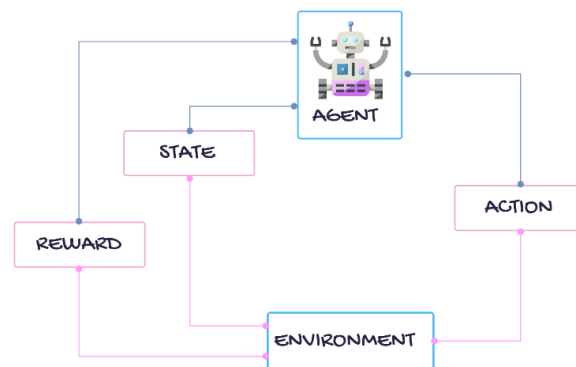 AGENT
STATE
ACTION
REWARD
ENVIRONMENT